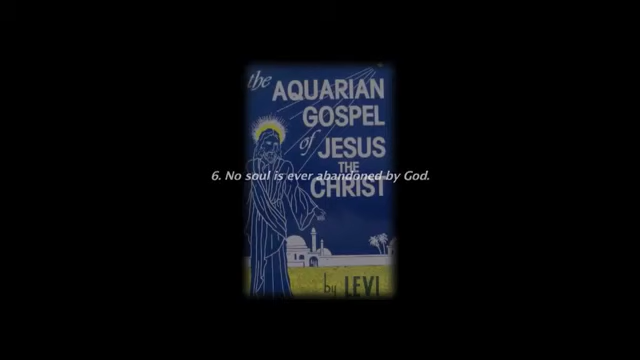 the
AQUARIAN
GOSPEL
of JESUS
THE
CHRIST
6. No soul is ever abandoned by God.
by LEVI